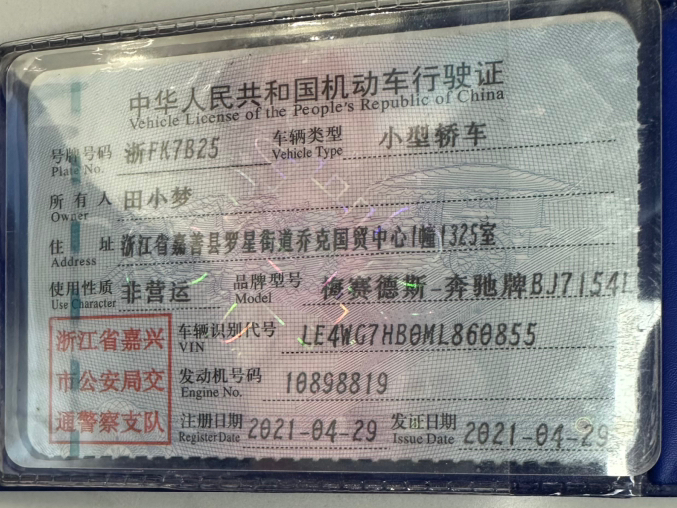 中华人民共和国机动车行驶证
Vehicle License of the People's Republic of China
号牌号码 浙FK7B25 车辆类型 小型轿车
Plate No. Vehicle Type
所有人 田小梦
Owner
住址 浙江省嘉善县罗星街道乔克国贸中心1幢1325室
Address
使用性质 非营运 品牌型号 梅赛德斯-奔驰牌BJ7154L
Use Character Model
浙江省嘉兴 车辆识别代号 LE4WG7HB0ML860855
VIN
市公安局交 发动机号码 10898819
Engine No.
通警察支队 注册日期 2021-04-29 发证日期 2021-04-29
Register Date Issue Date